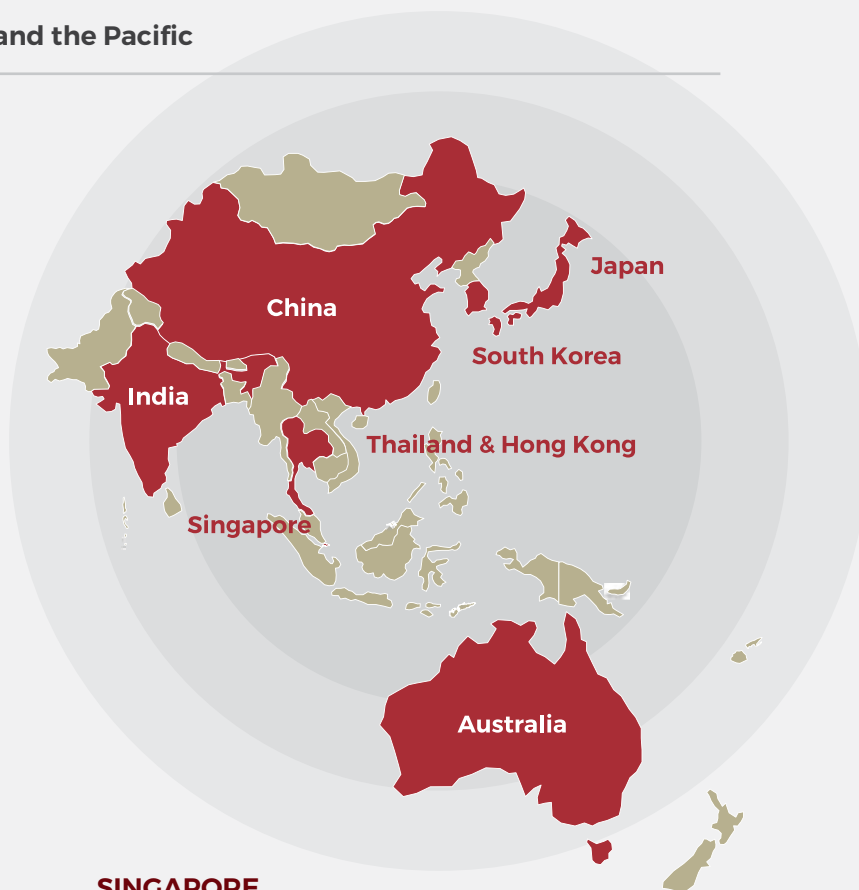 and the Pacific
Japan
China
South Korea
India
Thailand & Hong Kong
Singapore
Australia
SINGAPORE